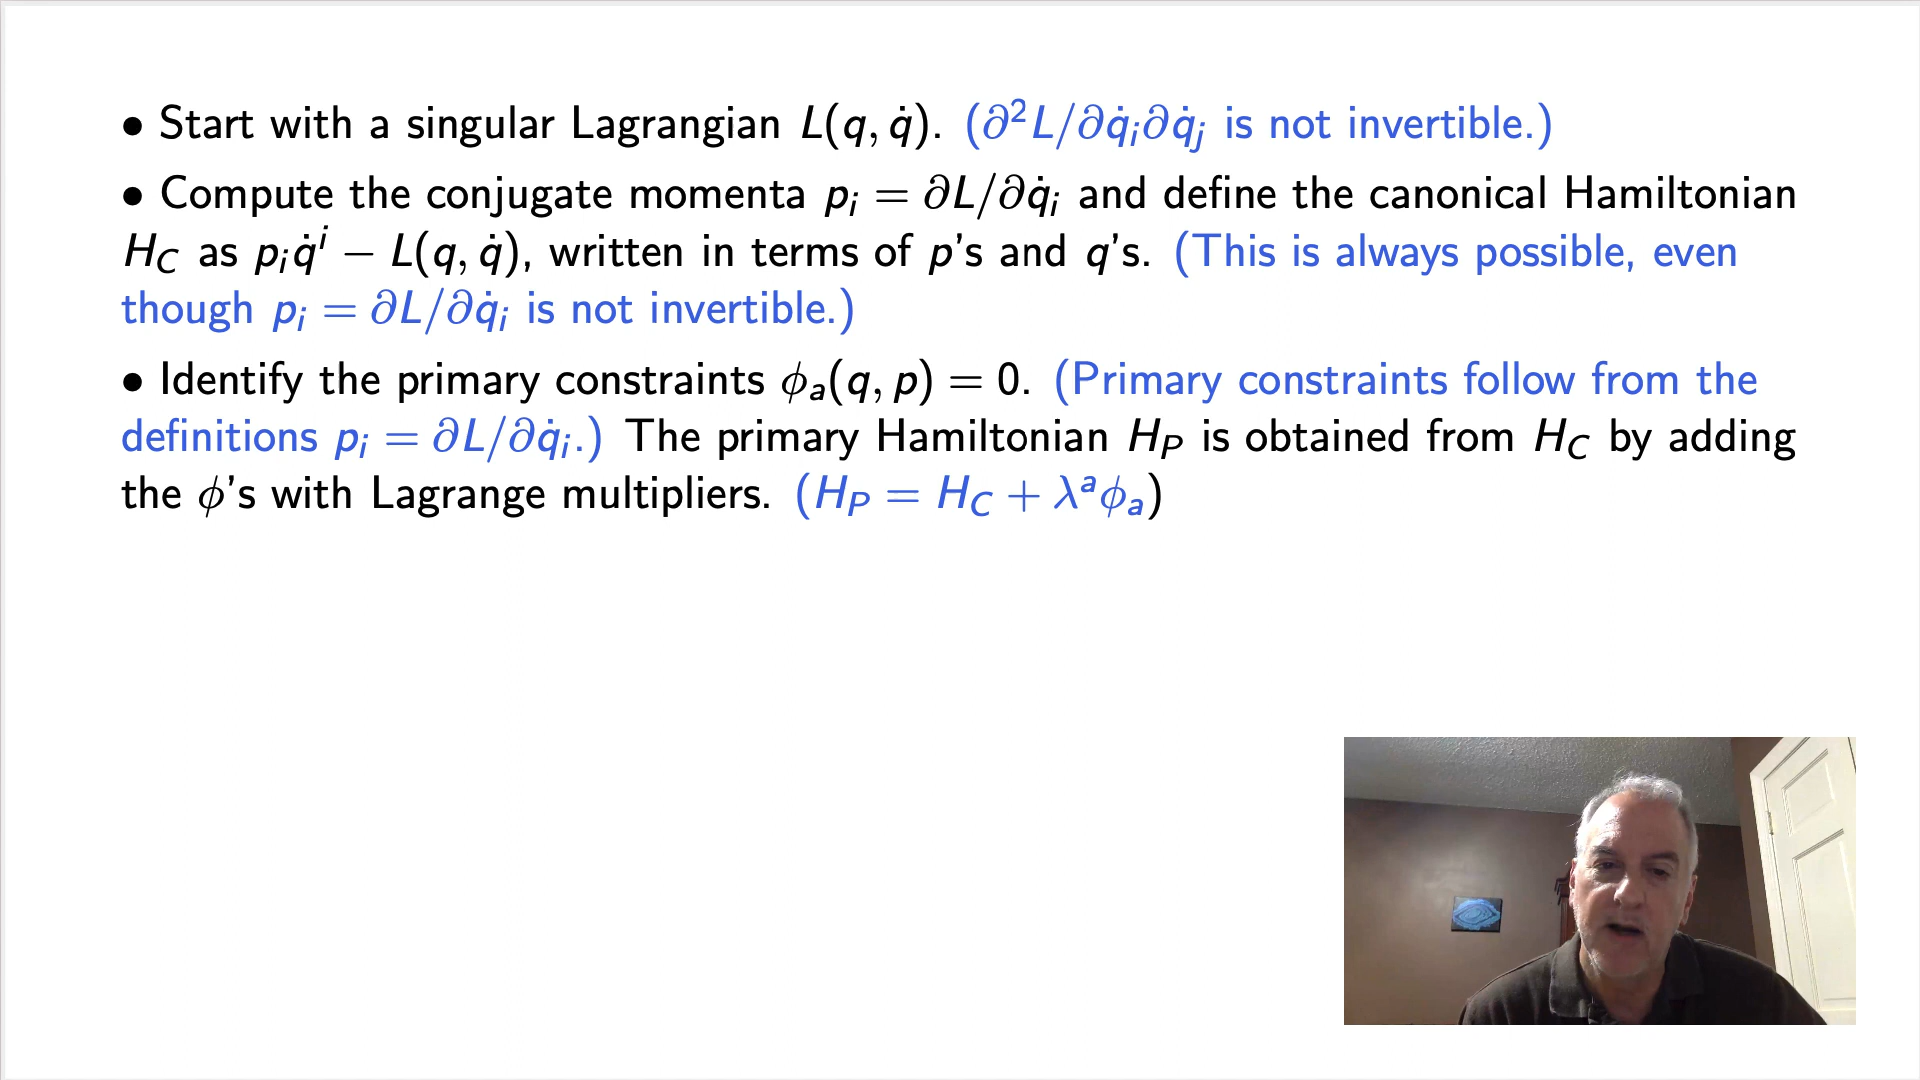 • Start with a singular Lagrangian L(q, q̇). (∂²L/∂q̇ᵢ∂q̇ⱼ is not invertible.)
• Compute the conjugate momenta pᵢ = ∂L/∂q̇ᵢ and define the canonical Hamiltonian
H_C as pᵢq̇ⁱ − L(q, q̇), written in terms of p's and q's. (This is always possible, even
though pᵢ = ∂L/∂q̇ᵢ is not invertible.)
• Identify the primary constraints ϕₐ(q, p) = 0. (Primary constraints follow from the
definitions pᵢ = ∂L/∂q̇ᵢ.) The primary Hamiltonian H_P is obtained from H_C by adding
the ϕ's with Lagrange multipliers. (H_P = H_C + λᵃϕₐ)